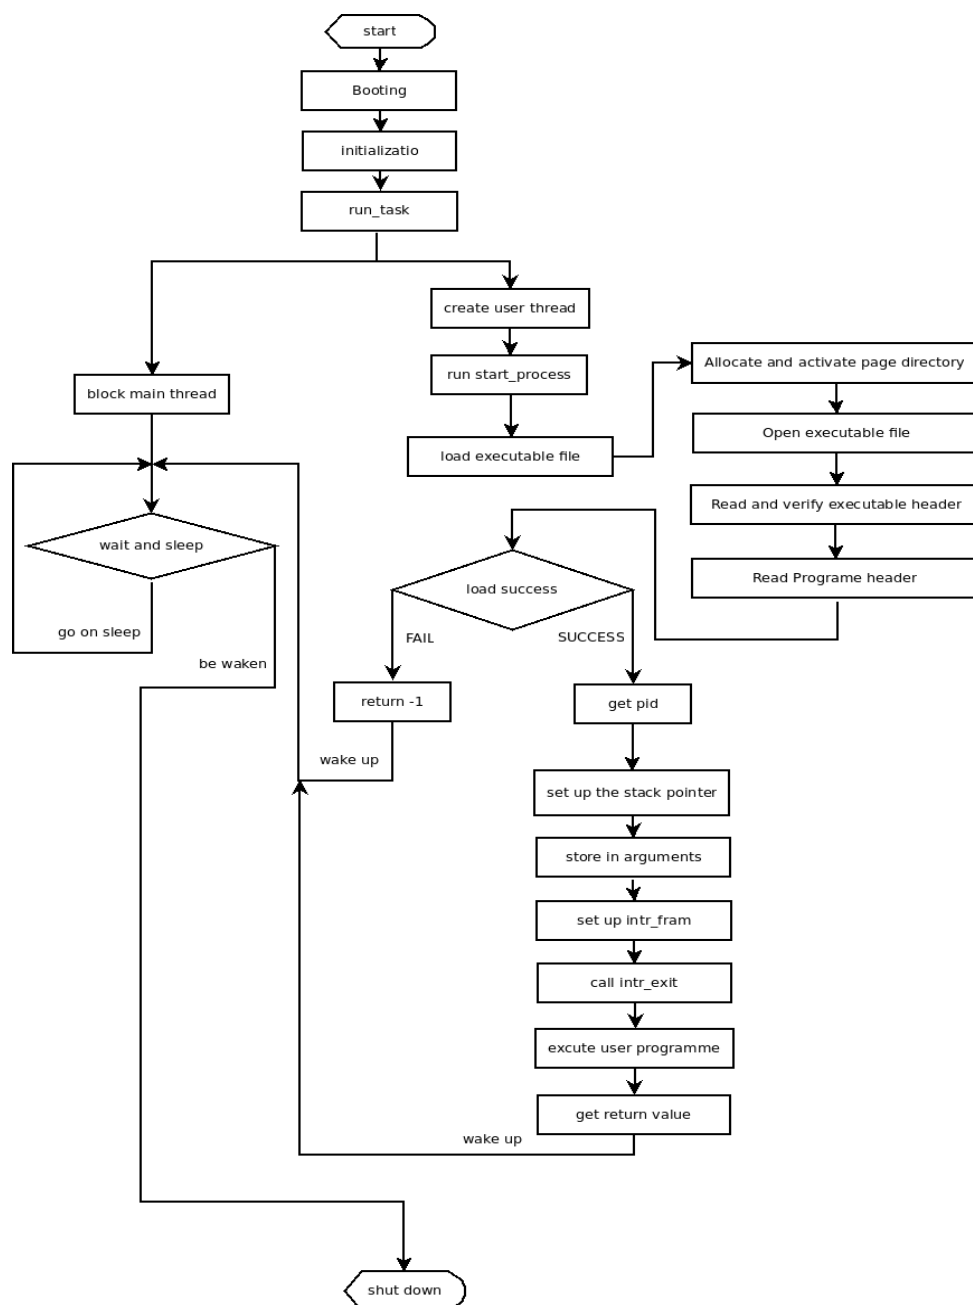 start
Booting
initializatio
run_task
create user thread
run start_process
Allocate and activate page directory
block main thread
Open executable file
load executable file
Read and verify executable header
wait and sleep
Read Programe header
load success
go on sleep
FAIL
SUCCESS
be waken
return -1
get pid
wake up
set up the stack pointer
store in arguments
set up intr_fram
call intr_exit
excute user programme
get return value
wake up
shut down